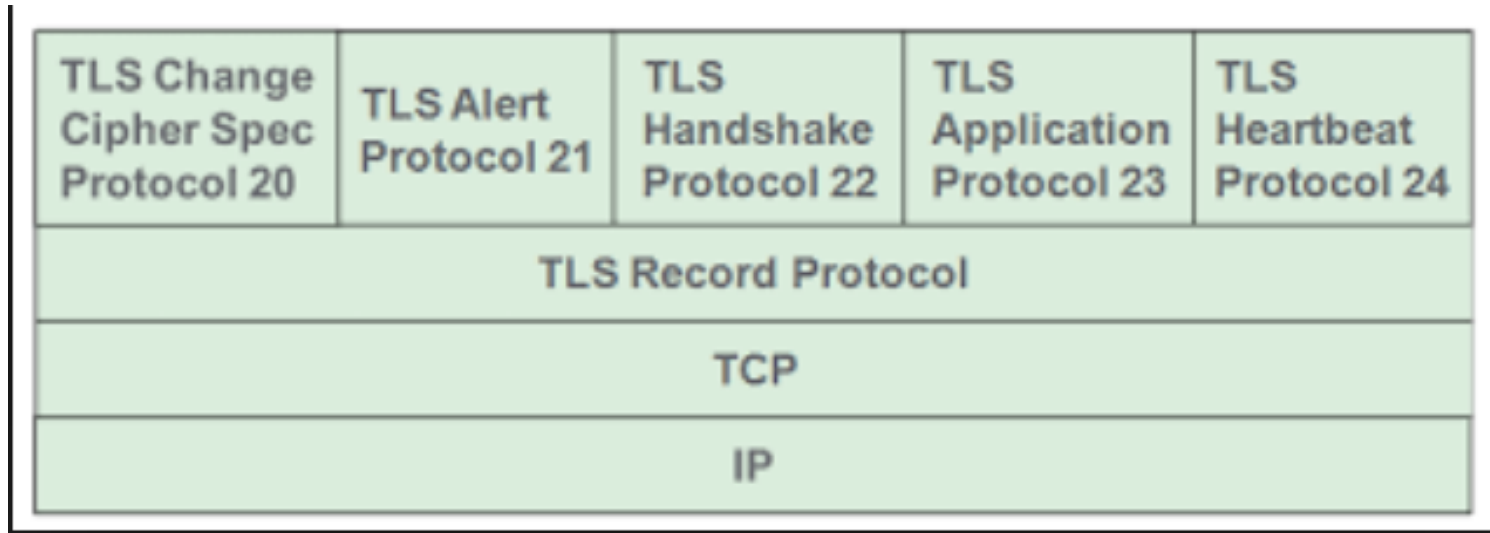 TLS Change
Cipher Spec
Protocol 20
TLS Alert
Protocol 21
TLS
Handshake
Protocol 22
TLS
Application
Protocol 23
TLS
Heartbeat
Protocol 24
TLS Record Protocol
TCP
IP